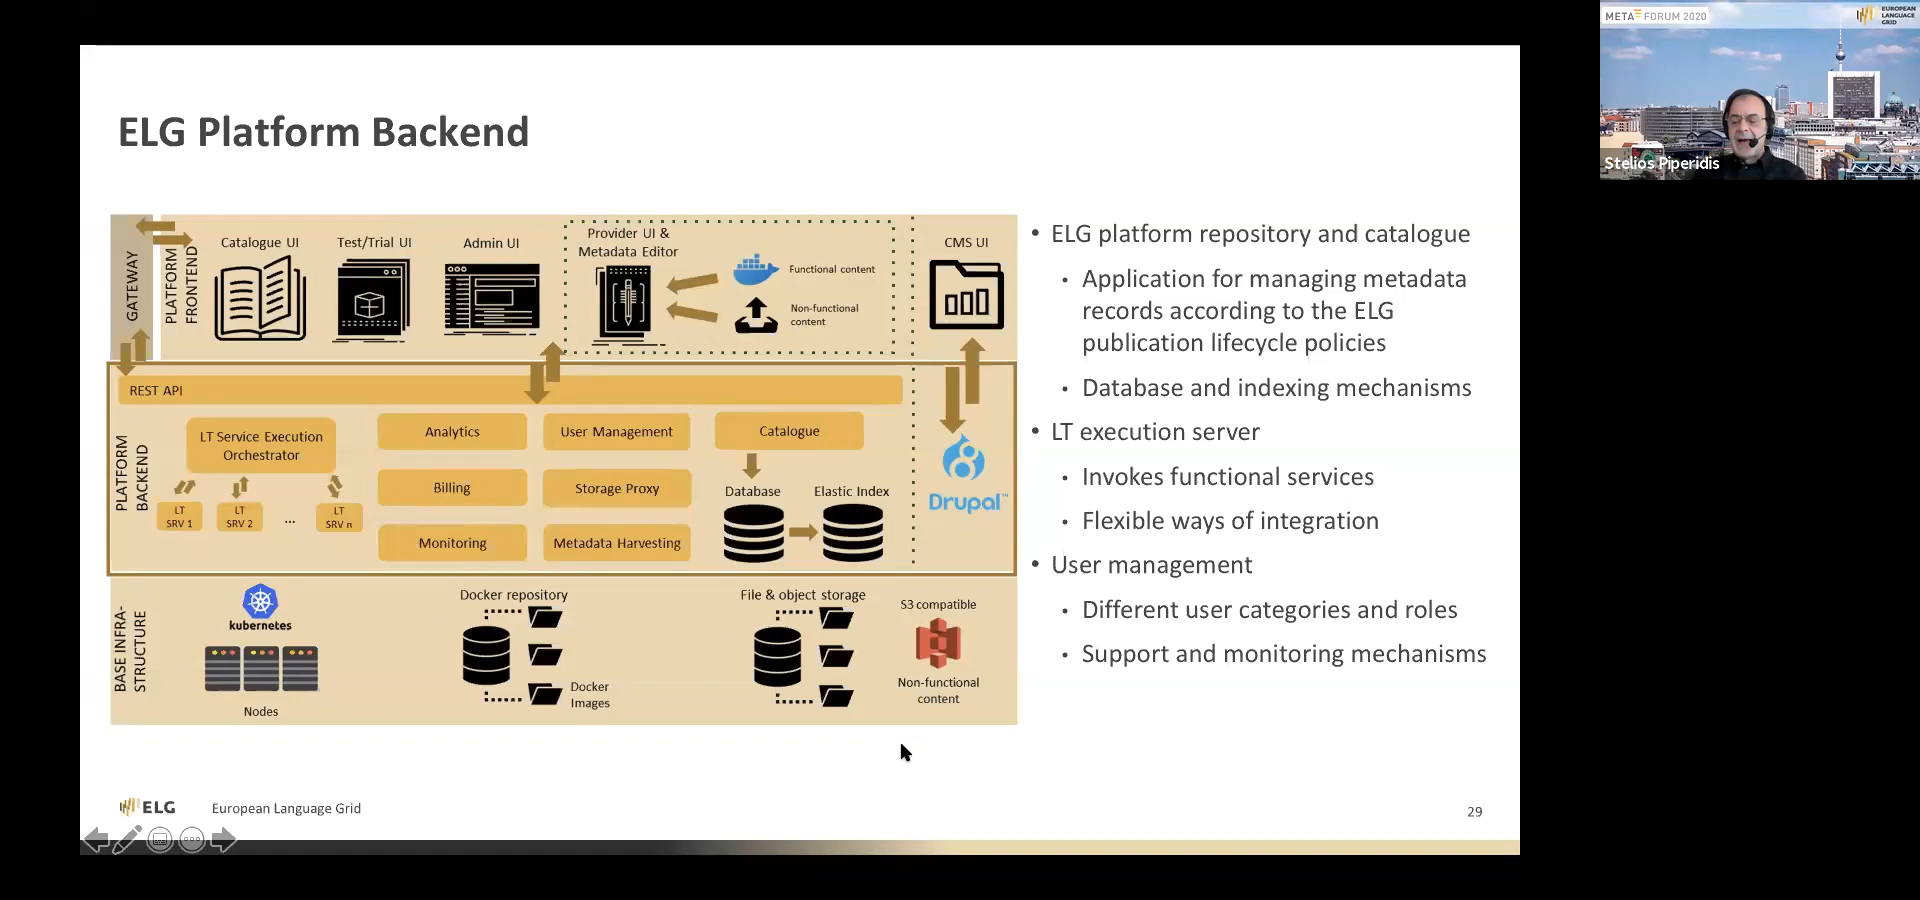 META FORUM 2020
EUROPEAN
LANGUAGE
GRID
Stelios Piperidis
ELG Platform Backend
GATEWAY
PLATFORM
FRONTEND
Catalogue UI
Test/Trial UI
Admin UI
Provider UI &
Metadata Editor
Functional content
Non-functional
content
CMS UI
REST API
PLATFORM
BACKEND
LT Service Execution
Orchestrator
LT
SRV 1
LT
SRV 2
...
LT
SRV n
Analytics
Billing
Monitoring
User Management
Storage Proxy
Metadata Harvesting
Catalogue
Database
Elastic Index
Drupal™
BASE INFRA-
STRUCTURE
kubernetes
Nodes
Docker repository
Docker
Images
File & object storage
S3 compatible
Non-functional
content
• ELG platform repository and catalogue
• Application for managing metadata
records according to the ELG
publication lifecycle policies
• Database and indexing mechanisms
• LT execution server
• Invokes functional services
• Flexible ways of integration
• User management
• Different user categories and roles
• Support and monitoring mechanisms
ELG
European Language Grid
29